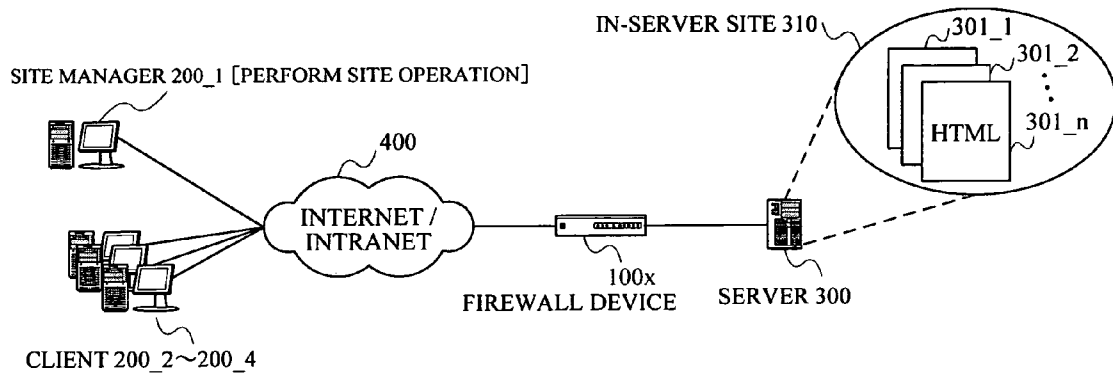 IN-SERVER SITE 310
301_1
301_2
HTML
301_n
SITE MANAGER 200_1 [PERFORM SITE OPERATION]
400
INTERNET /
INTRANET
100x
FIREWALL DEVICE
SERVER 300
CLIENT 200_2~200_4